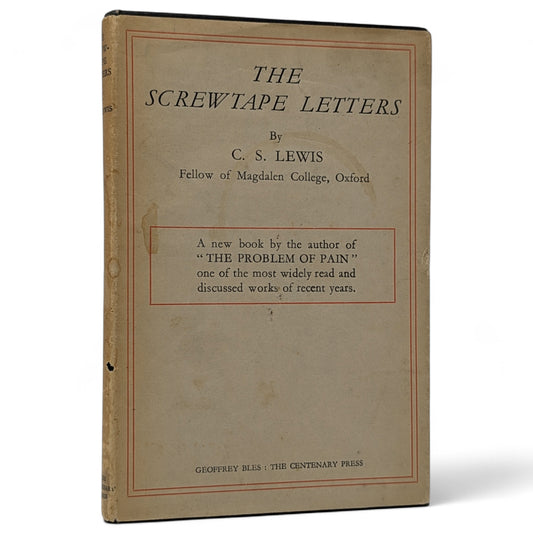 THE
SCREWTAPE LETTERS
By
C. S. LEWIS
Fellow of Magdalen College, Oxford
A new book by the author of
"THE PROBLEM OF PAIN"
one of the most widely read and
discussed works of recent years.
GEOFFREY BLES : THE CENTENARY PRESS